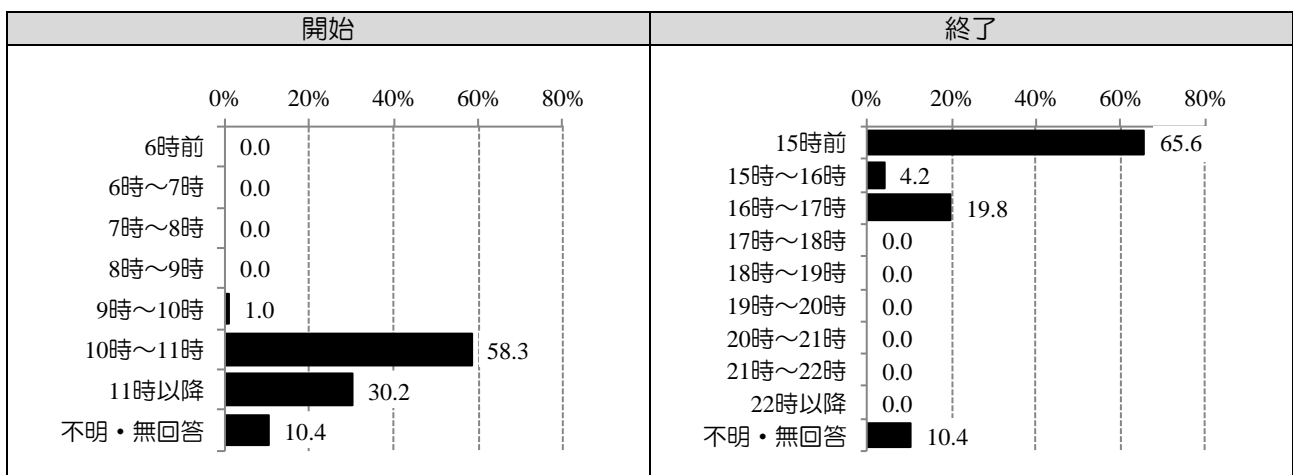 開始
0% 20% 40% 60% 80%
6時前 0.0
6時～7時 0.0
7時～8時 0.0
8時～9時 0.0
9時～10時 1.0
10時～11時 58.3
11時以降 30.2
不明・無回答 10.4
終了
0% 20% 40% 60% 80%
15時前 65.6
15時～16時 4.2
16時～17時 19.8
17時～18時 0.0
18時～19時 0.0
19時～20時 0.0
20時～21時 0.0
21時～22時 0.0
22時以降 0.0
不明・無回答 10.4